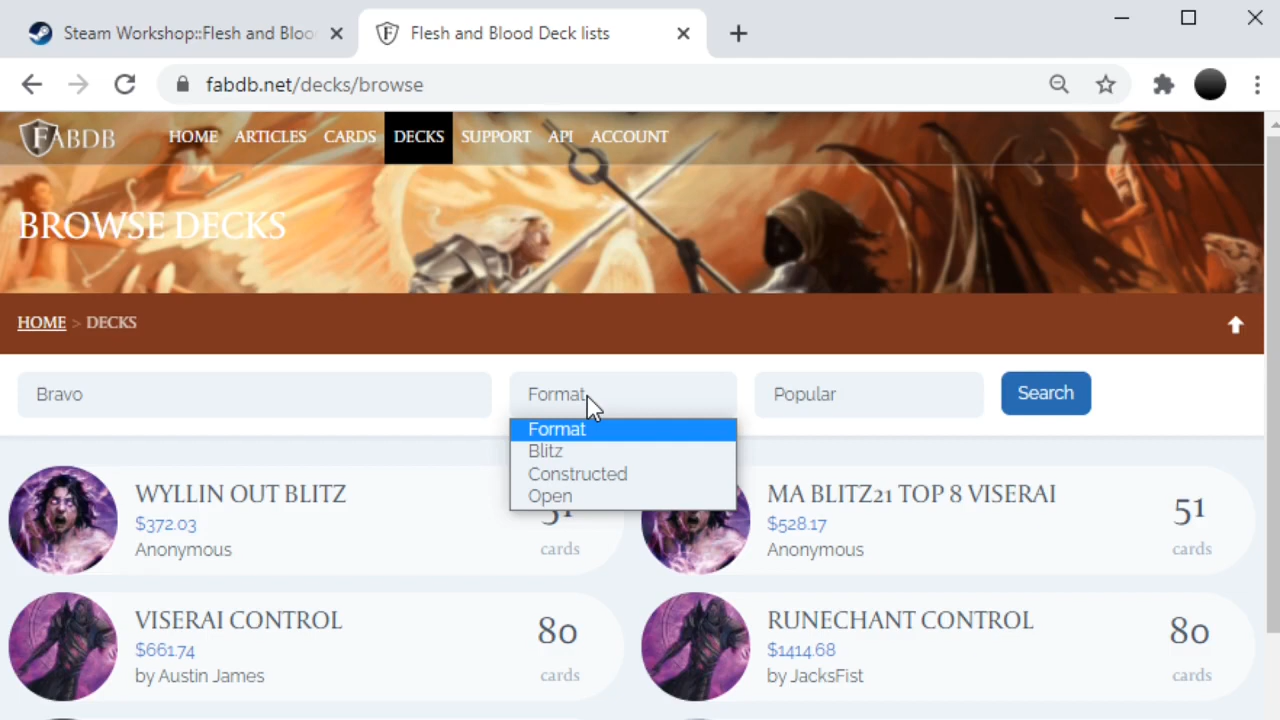 Steam Workshop::Flesh and Bloo
Flesh and Blood Deck lists
fabdb.net/decks/browse
FABDB
HOME ARTICLES CARDS DECKS SUPPORT API ACCOUNT
BROWSE DECKS
HOME > DECKS
Bravo
Format
Popular
Search
Format
Blitz
Constructed
Open
WYLLIN OUT BLITZ
$372.03
Anonymous
51
cards
MA BLITZ21 TOP 8 VISERAI
$528.17
Anonymous
51
cards
VISERAI CONTROL
$661.74
by Austin James
80
cards
RUNECHANT CONTROL
$1414.68
by JacksFist
80
cards